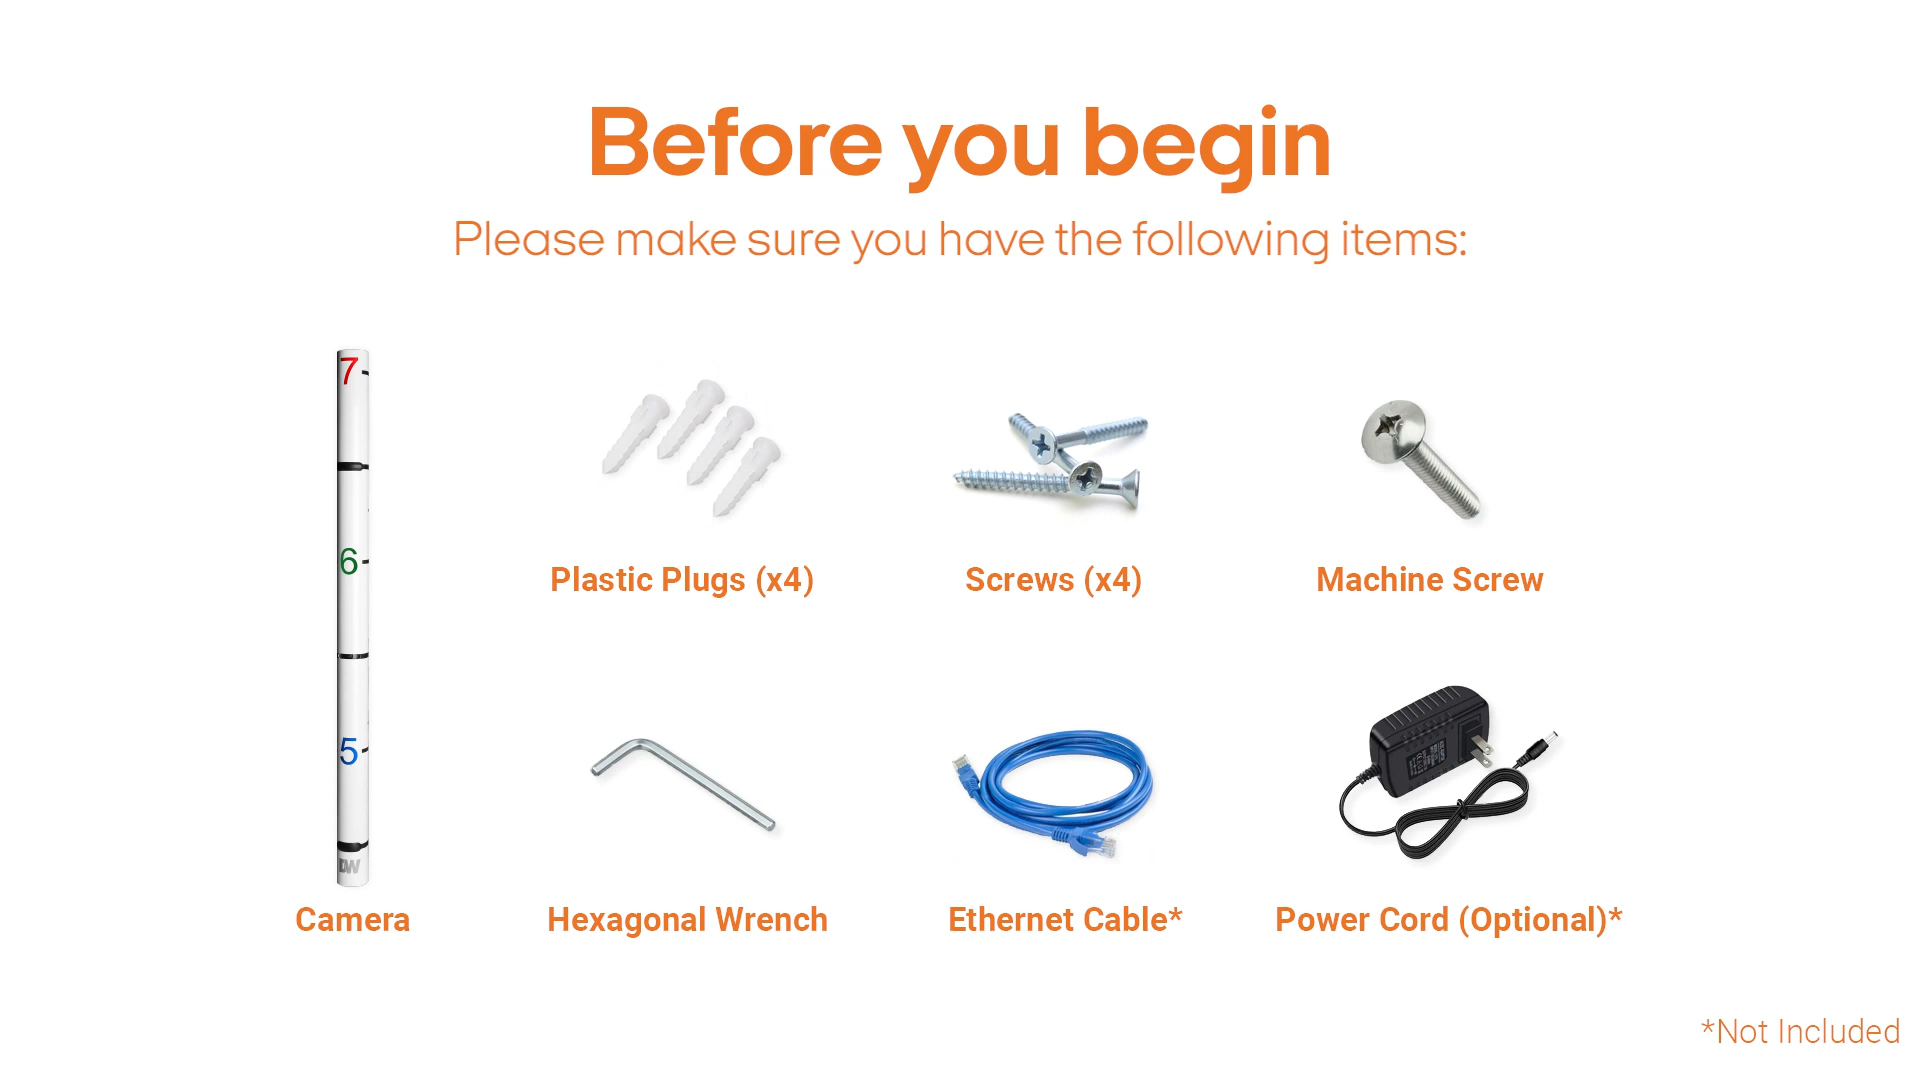 Before you begin
Please make sure you have the following items:
7
6
5
DW
Plastic Plugs (x4)
Screws (x4)
Machine Screw
Camera
Hexagonal Wrench
Ethernet Cable*
Power Cord (Optional)*
*Not Included